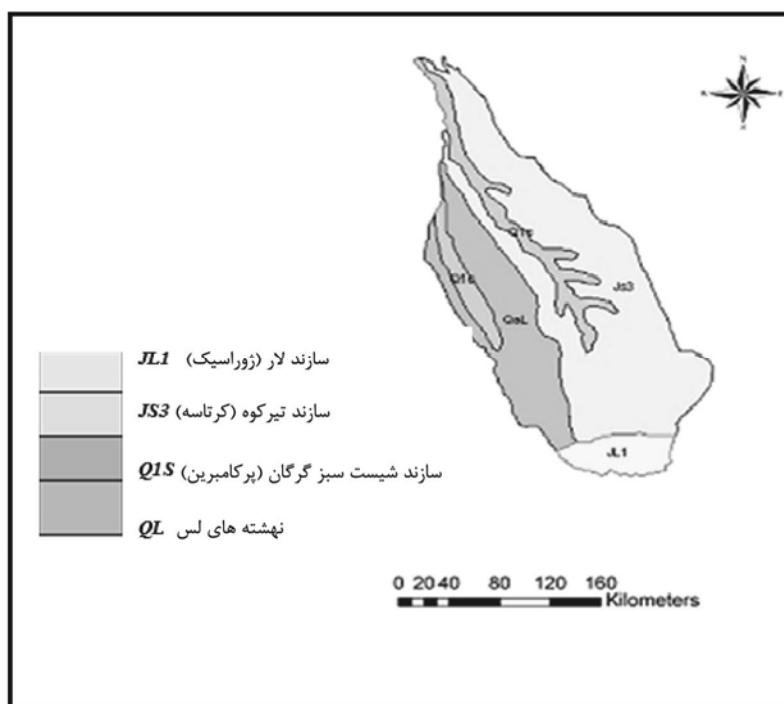 N
Q1S
Js3
Q1S
QaL
JL1
JL1 سازند لار (ژوراسیک)
JS3 سازند تیرکوه (کرتاسه)
Q1S سازند شیست سبز گرگان (پرکامبرین)
QL نهشته های لس
0 20 40 80 120 160
Kilometers